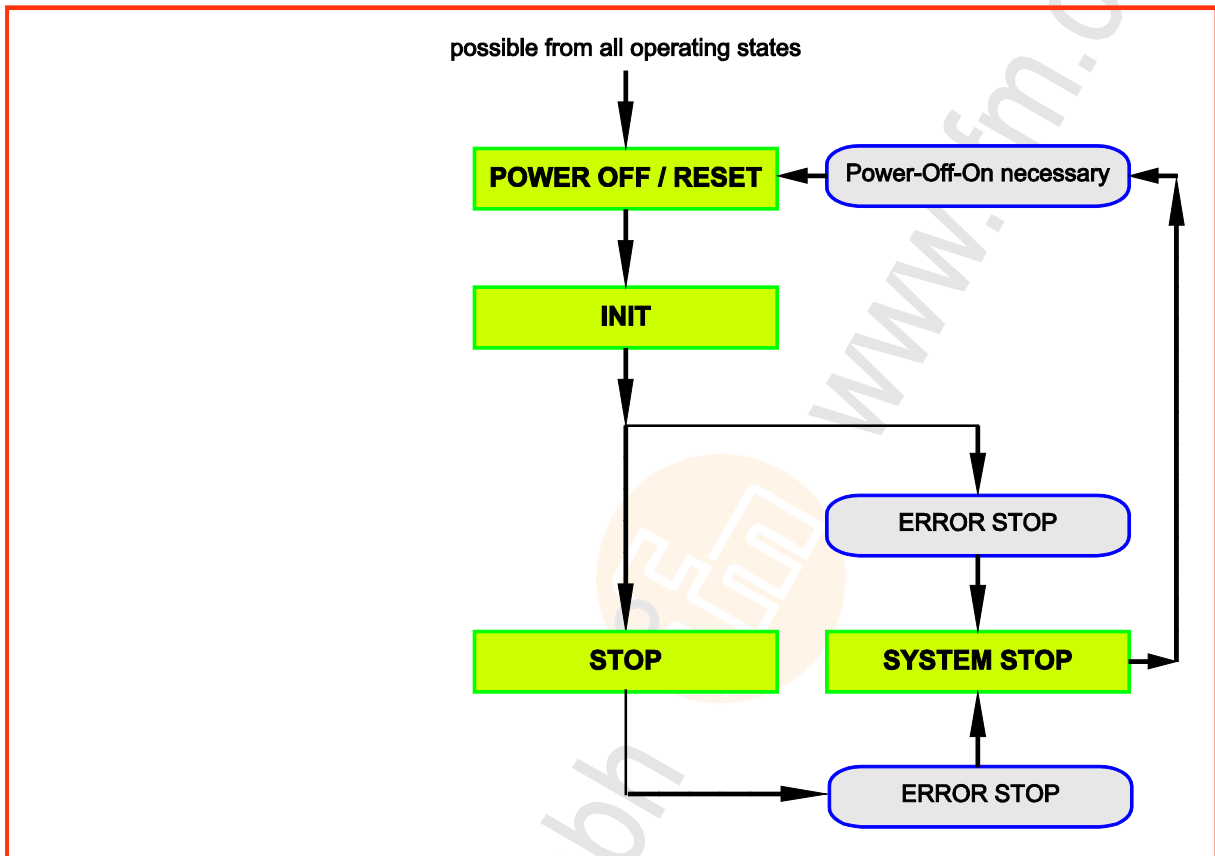 possible from all operating states
POWER OFF / RESET
Power-Off-On necessary
INIT
ERROR STOP
STOP
SYSTEM STOP
ERROR STOP